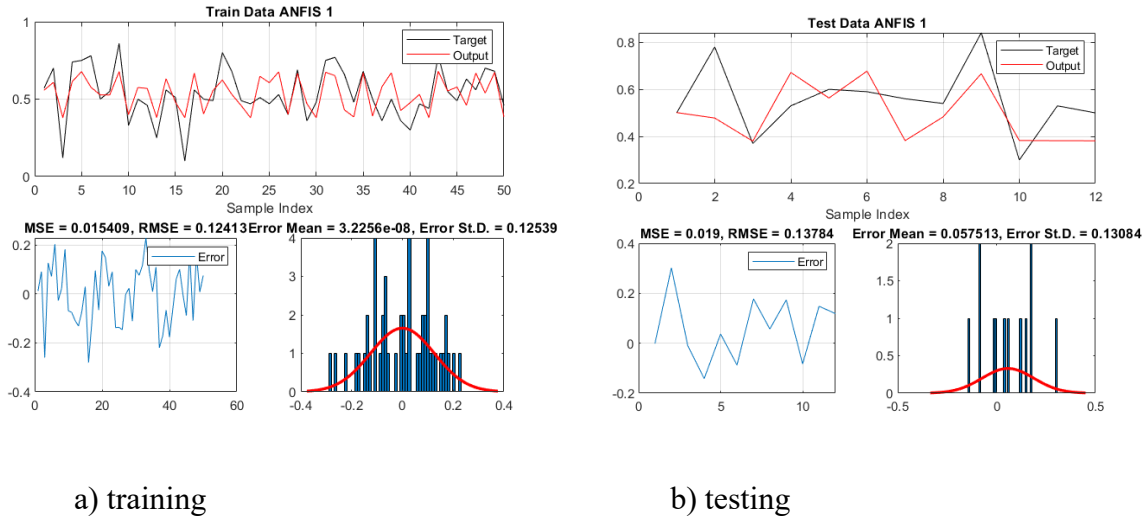 Train Data ANFIS 1
1
0.5
0
Target
Output
0 5 10 15 20 25 30 35 40 45 50
Sample Index
MSE = 0.015409, RMSE = 0.12413
0.2
0
-0.2
-0.4
Error
0 20 40 60
Error Mean = 3.2256e-08, Error St.D. = 0.12539
4
3
2
1
0
-0.4 -0.2 0 0.2 0.4
a) training
Test Data ANFIS 1
0.8
0.6
0.4
0.2
Target
Output
0 2 4 6 8 10 12
Sample Index
MSE = 0.019, RMSE = 0.13784
0.4
0.2
0
-0.2
Error
0 5 10
Error Mean = 0.057513, Error St.D. = 0.13084
2
1.5
1
0.5
0
-0.5 0 0.5
b) testing